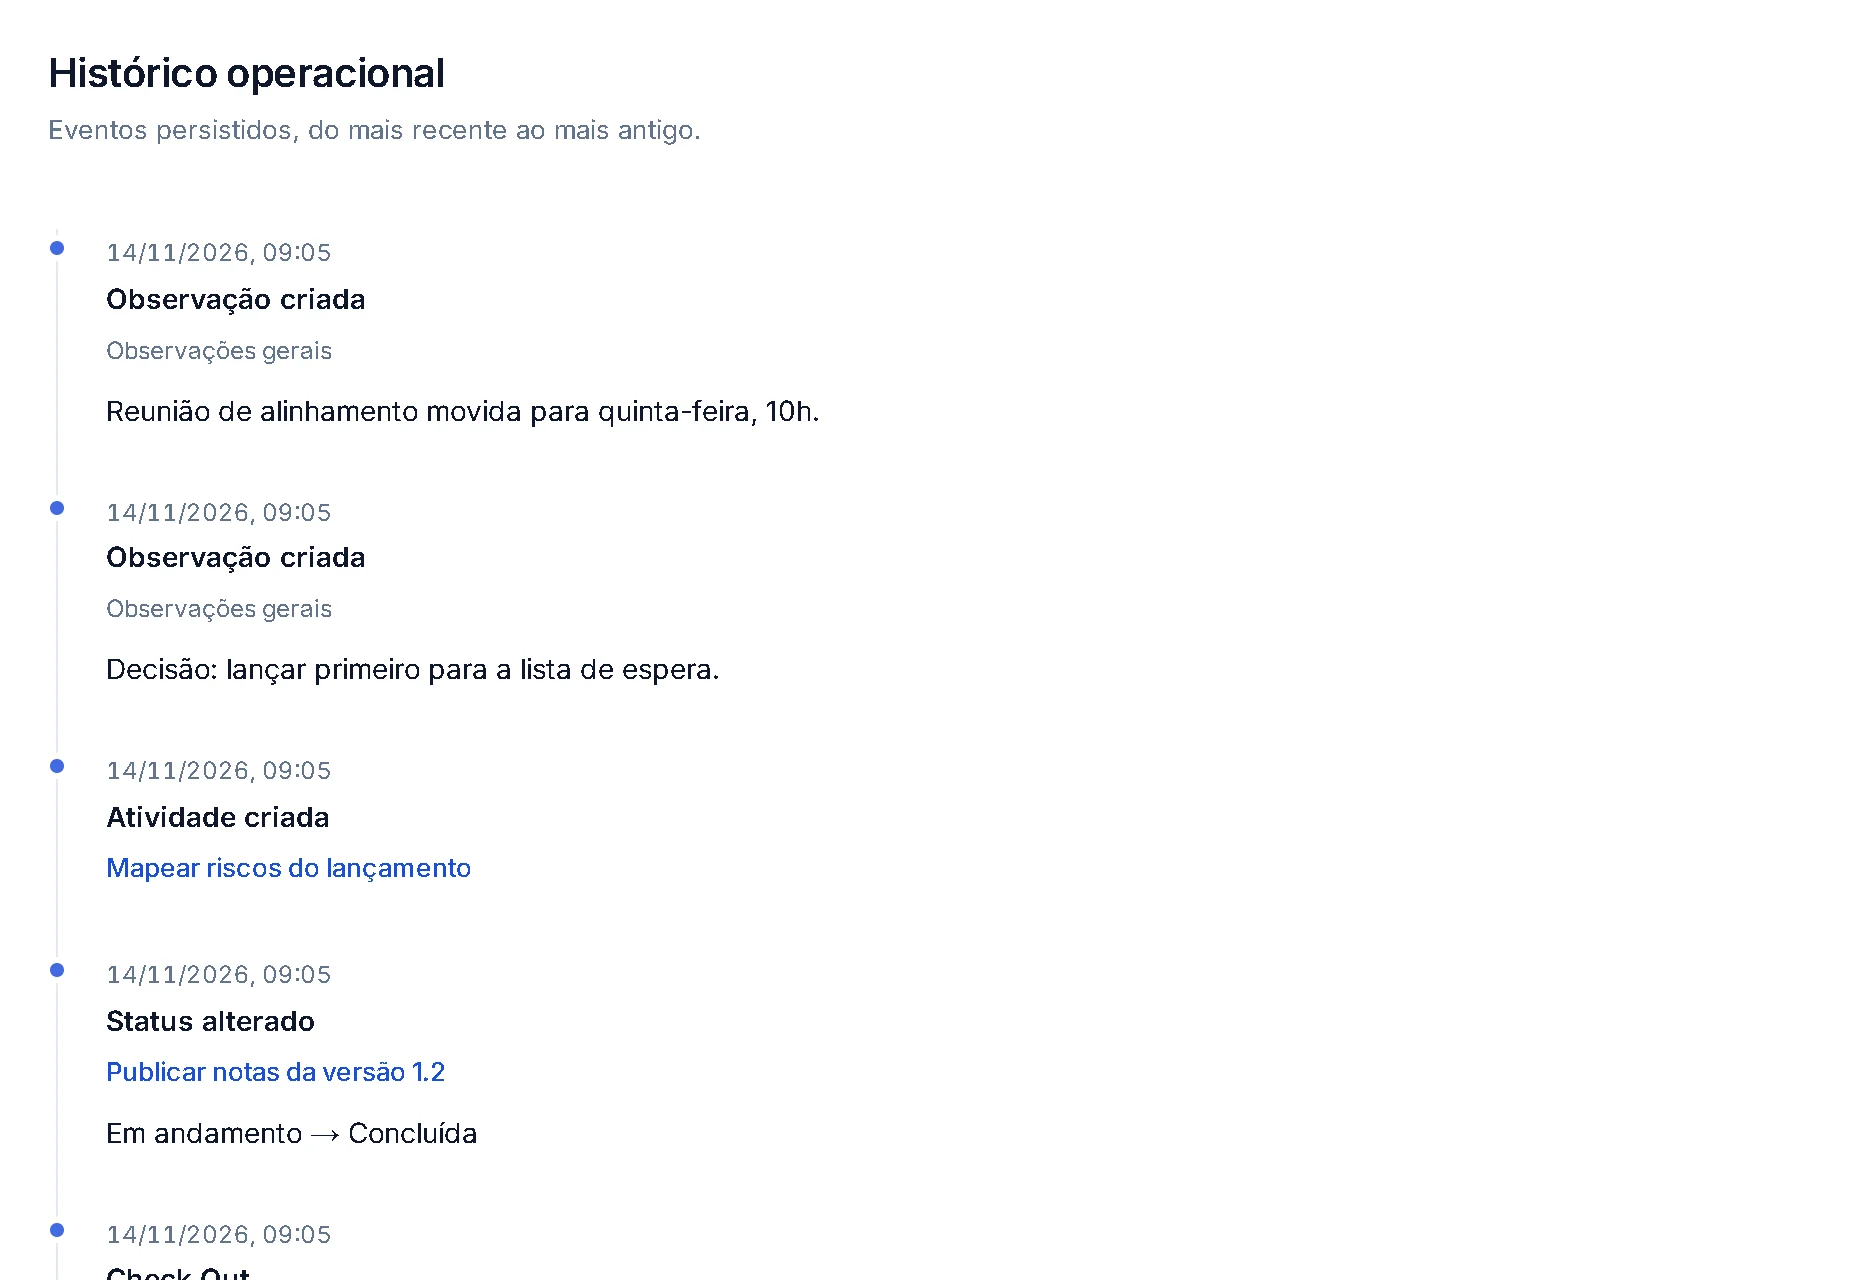 Histórico operacional
Eventos persistidos, do mais recente ao mais antigo.
14/11/2026, 09:05
Observação criada
Observações gerais
Reunião de alinhamento movida para quinta-feira, 10h.
14/11/2026, 09:05
Observação criada
Observações gerais
Decisão: lançar primeiro para a lista de espera.
14/11/2026, 09:05
Atividade criada
Mapear riscos do lançamento
14/11/2026, 09:05
Status alterado
Publicar notas da versão 1.2
Em andamento → Concluída
14/11/2026, 09:05
Check Out